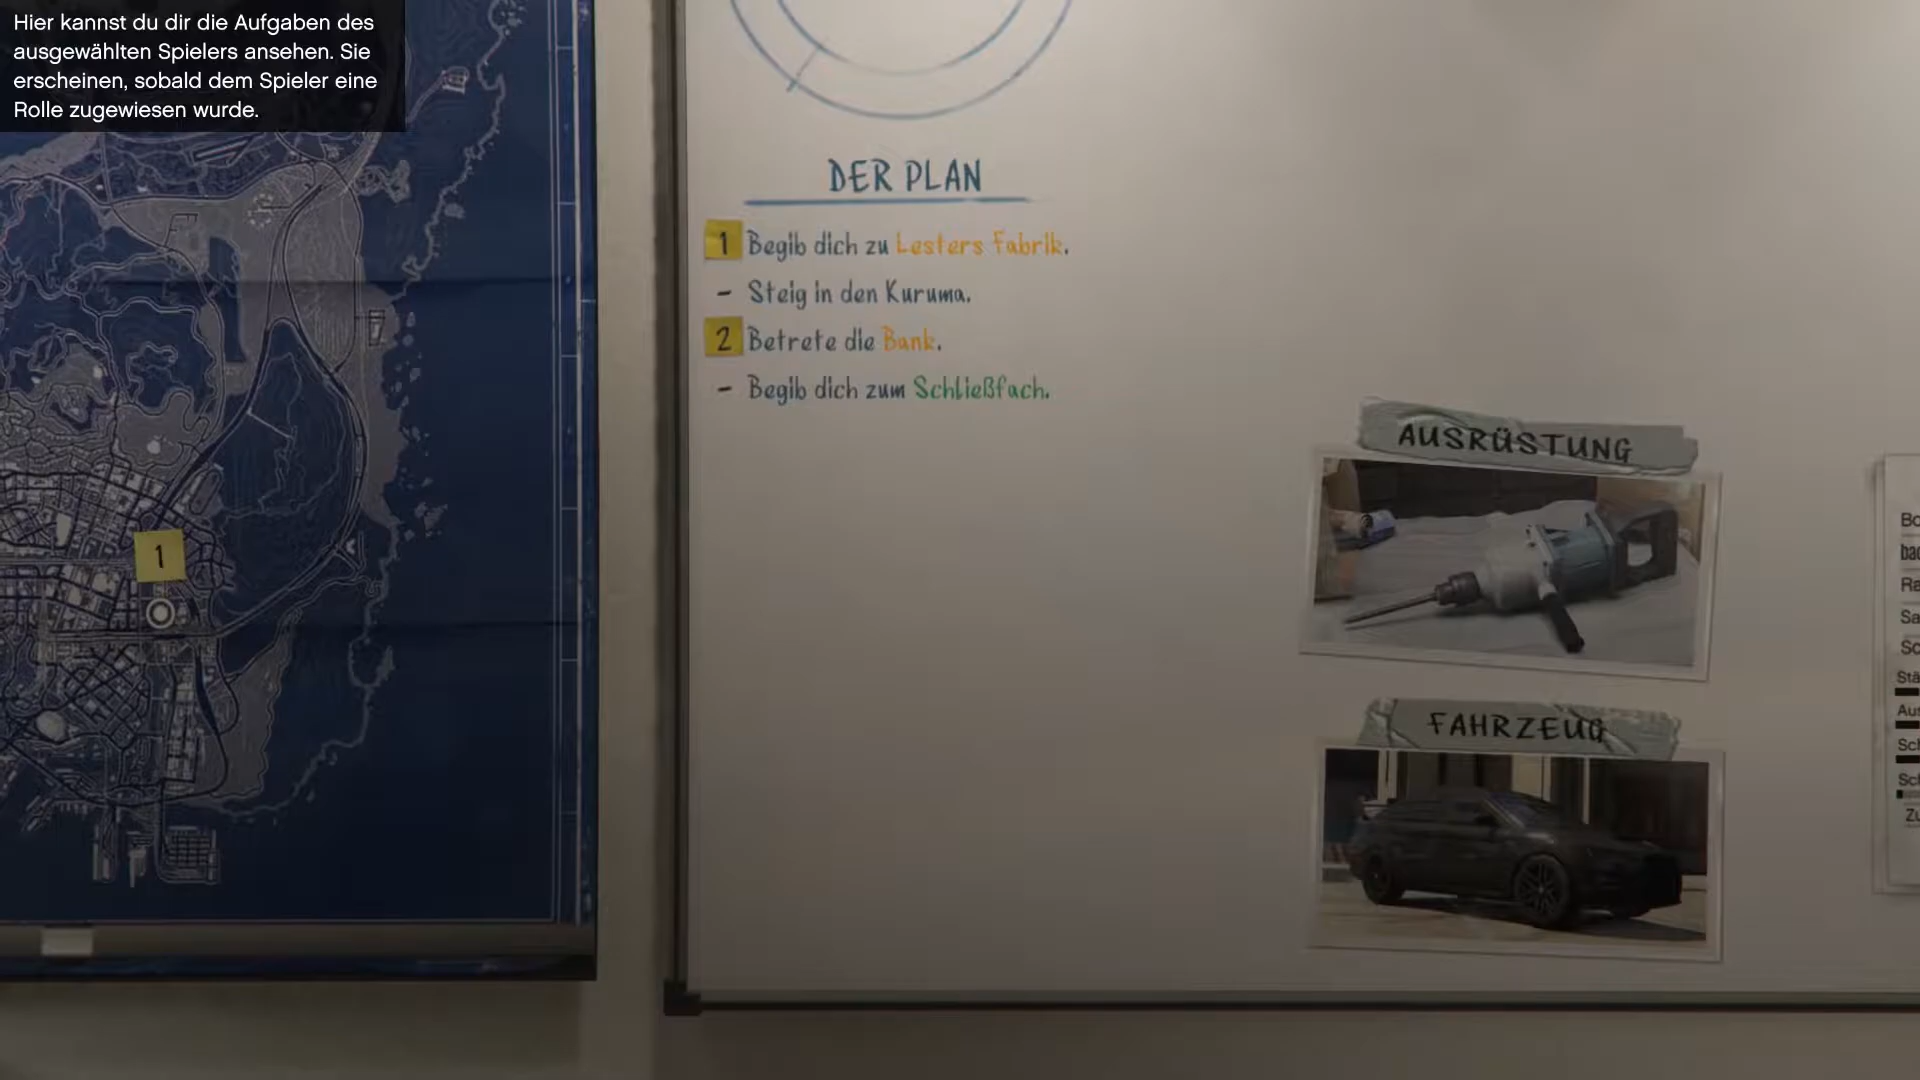 Hier kannst du dir die Aufgaben des
ausgewählten Spielers ansehen. Sie
erscheinen, sobald dem Spieler eine
Rolle zugewiesen wurde.
DER PLAN
1 Begib dich zu Lesters Fabrik.
- Steig in den Kuruma.
2 Betrete die Bank.
- Begib dich zum Schließfach.
1
AUSRÜSTUNG
FAHRZEUG